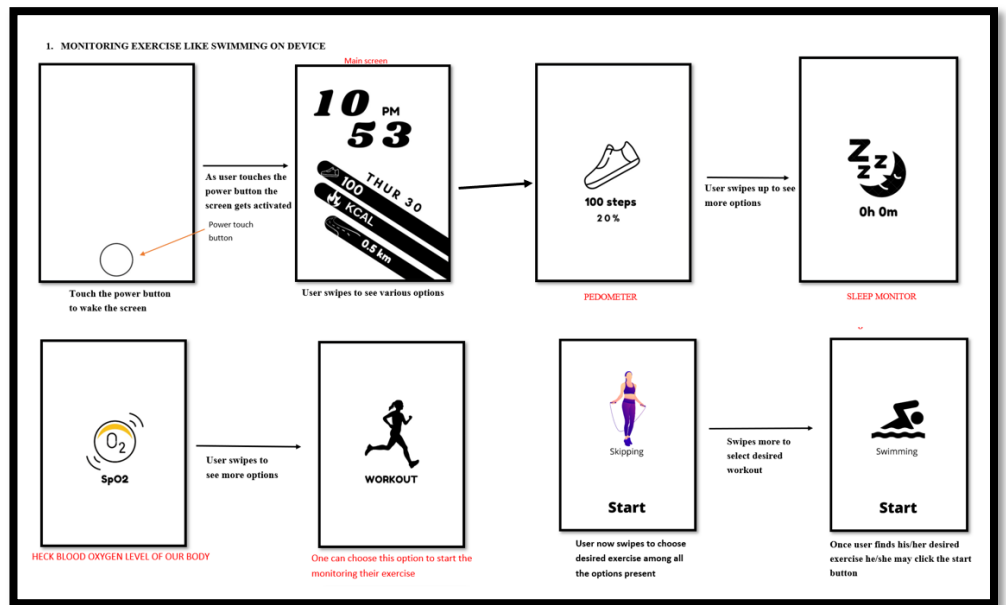 1. MONITORING EXERCISE LIKE SWIMMING ON DEVICE
Main screen
10 PM
53
THUR 30
100
KCAL
0.5 km
As user touches the
power button the
screen gets activated
Power touch
button
Touch the power button
to wake the screen
User swipes to see various options
100 steps
20%
PEDOMETER
User swipes up to see
more options
Z
Z
Z
0h 0m
SLEEP MONITOR
O2
SpO2
HECK BLOOD OXYGEN LEVEL OF OUR BODY
User swipes to
see more options
WORKOUT
One can choose this option to start the
monitoring their exercise
Skipping
Start
User now swipes to choose
desired exercise among all
the options present
Swipes more to
select desired
workout
Swimming
Start
Once user finds his/her desired
exercise he/she may click the start
button